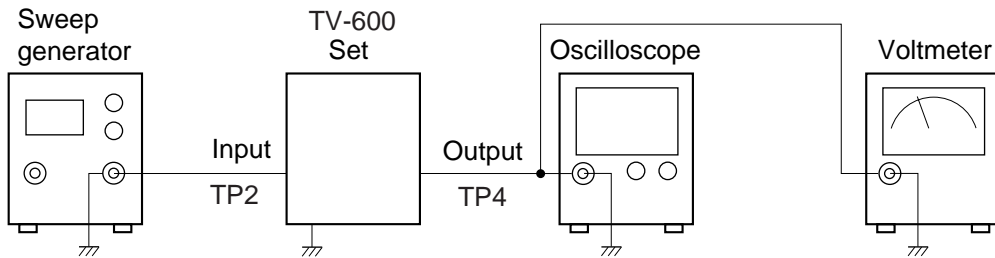 Sweep
generator
TV-600
Set
Oscilloscope
Voltmeter
Input
TP2
Output
TP4